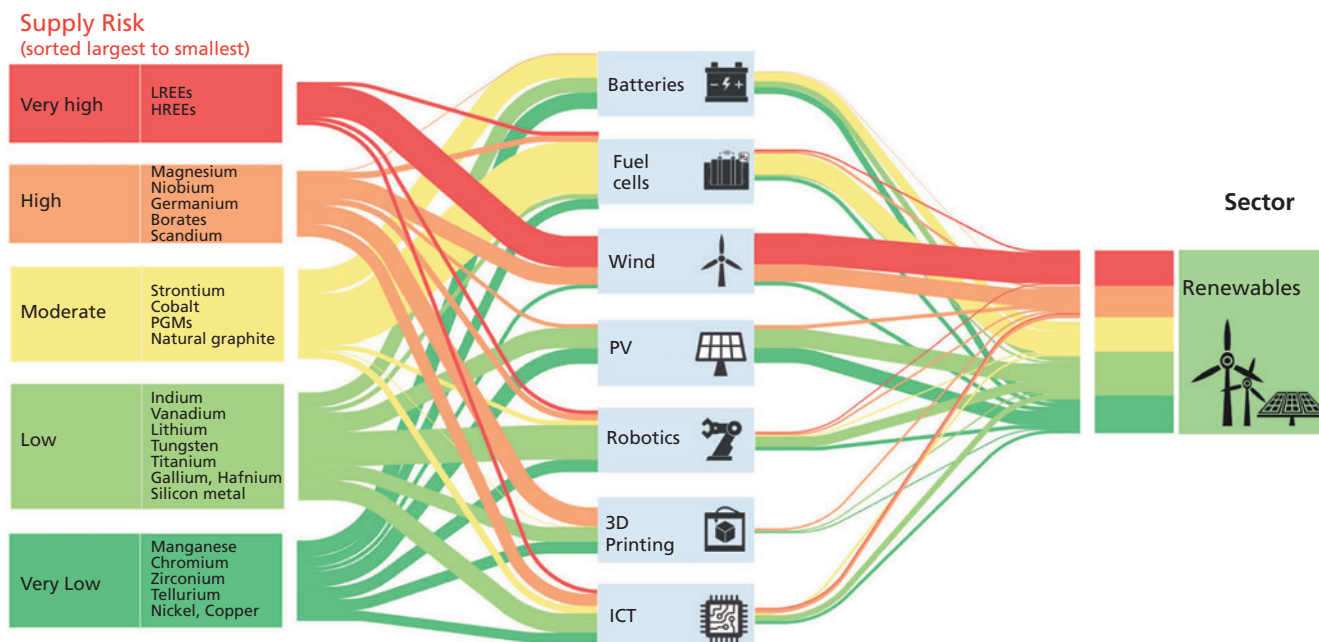 Supply Risk
(sorted largest to smallest)
Very high
LREEs
HREEs
High
Magnesium
Niobium
Germanium
Borates
Scandium
Moderate
Strontium
Cobalt
PGMs
Natural graphite
Low
Indium
Vanadium
Lithium
Tungsten
Titanium
Gallium, Hafnium
Silicon metal
Very Low
Manganese
Chromium
Zirconium
Tellurium
Nickel, Copper
Batteries
Fuel
cells
Wind
PV
Robotics
3D
Printing
ICT
Sector
Renewables